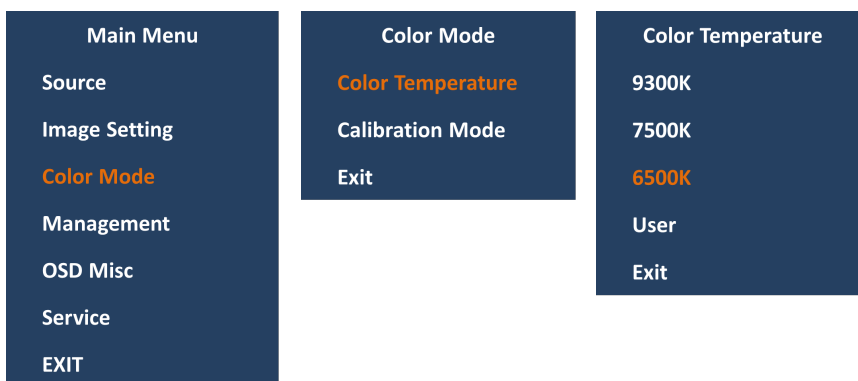 Main Menu
Source
Image Setting
Color Mode
Management
OSD Misc
Service
EXIT
Color Mode
Color Temperature
Calibration Mode
Exit
Color Temperature
9300K
7500K
6500K
User
Exit